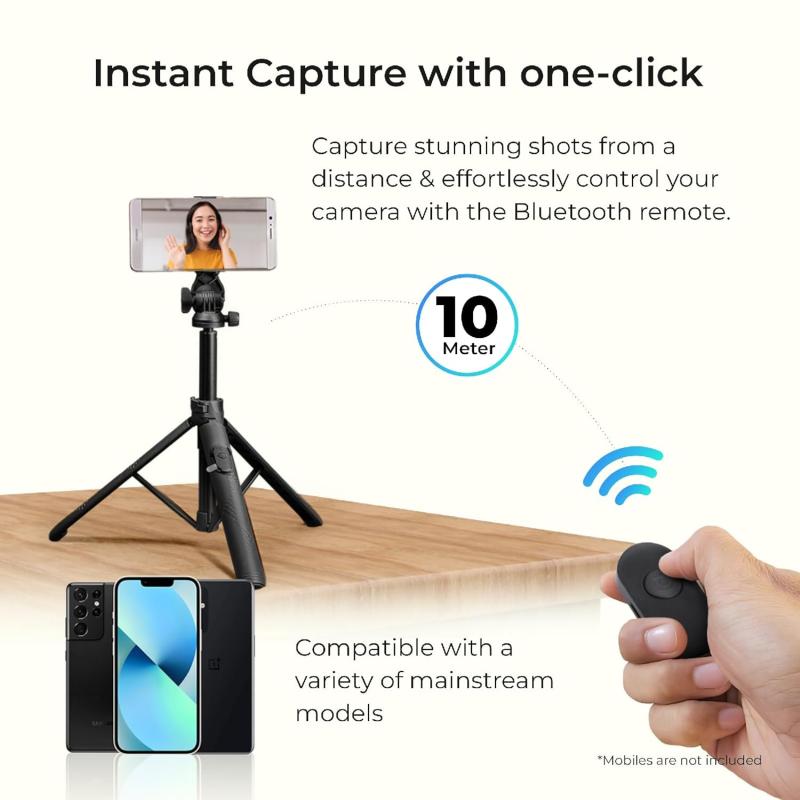 Instant Capture with one-click
Capture stunning shots from a
distance & effortlessly control your
camera with the Bluetooth remote.
10
Meter
Compatible with a
variety of mainstream
models
*Mobiles are not included